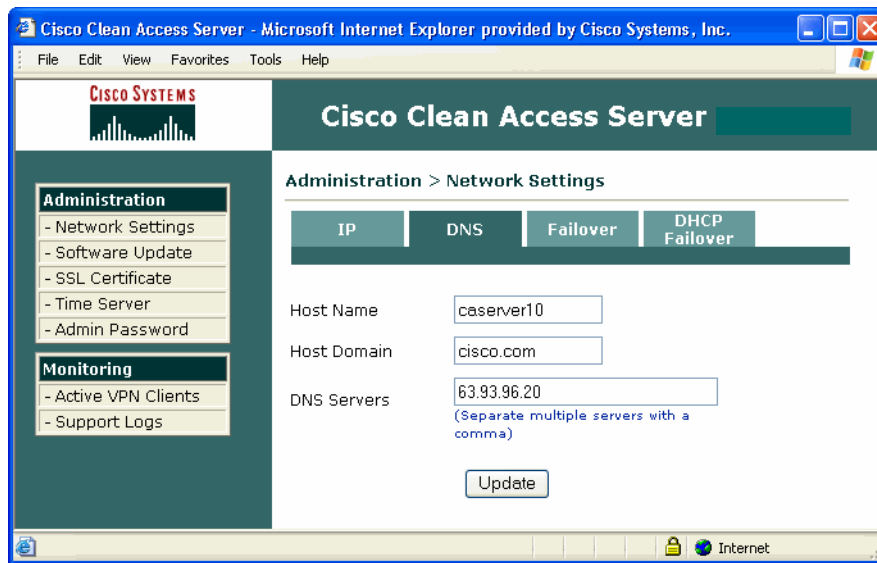 Cisco Clean Access Server - Microsoft Internet Explorer provided by Cisco Systems, Inc.
File Edit View Favorites Tools Help
CISCO SYSTEMS
Cisco Clean Access Server
Administration > Network Settings
IP
DNS
Failover
DHCP
Failover
Administration
- Network Settings
- Software Update
- SSL Certificate
- Time Server
- Admin Password
Monitoring
- Active VPN Clients
- Support Logs
Host Name caserver10
Host Domain cisco.com
DNS Servers 63.93.96.20
(Separate multiple servers with a
comma)
Update
Internet